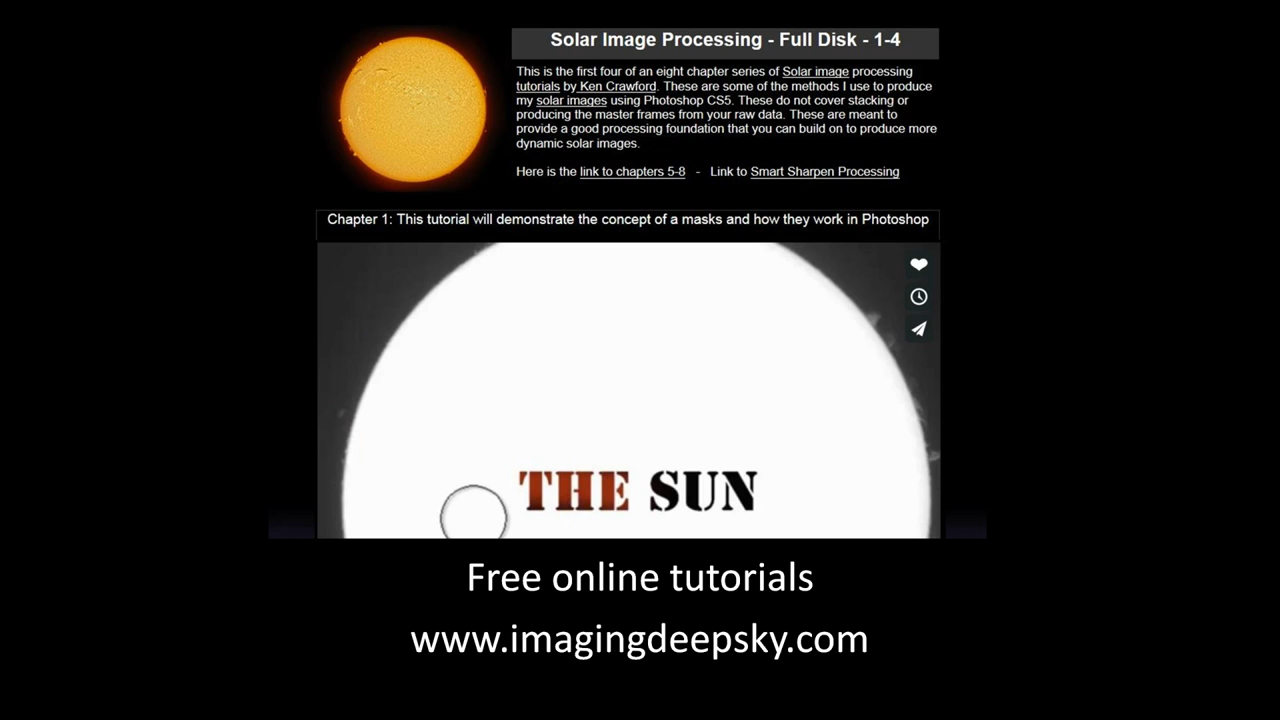 Solar Image Processing - Full Disk - 1-4
This is the first four of an eight chapter series of Solar image processing
tutorials by Ken Crawford. These are some of the methods I use to produce
my solar images using Photoshop CS5. These do not cover stacking or
producing the master frames from your raw data. These are meant to
provide a good processing foundation that you can build on to produce more
dynamic solar images.
Here is the link to chapters 5-8 - Link to Smart Sharpen Processing
Chapter 1: This tutorial will demonstrate the concept of a masks and how they work in Photoshop
THE SUN
Free online tutorials
www.imagingdeepsky.com